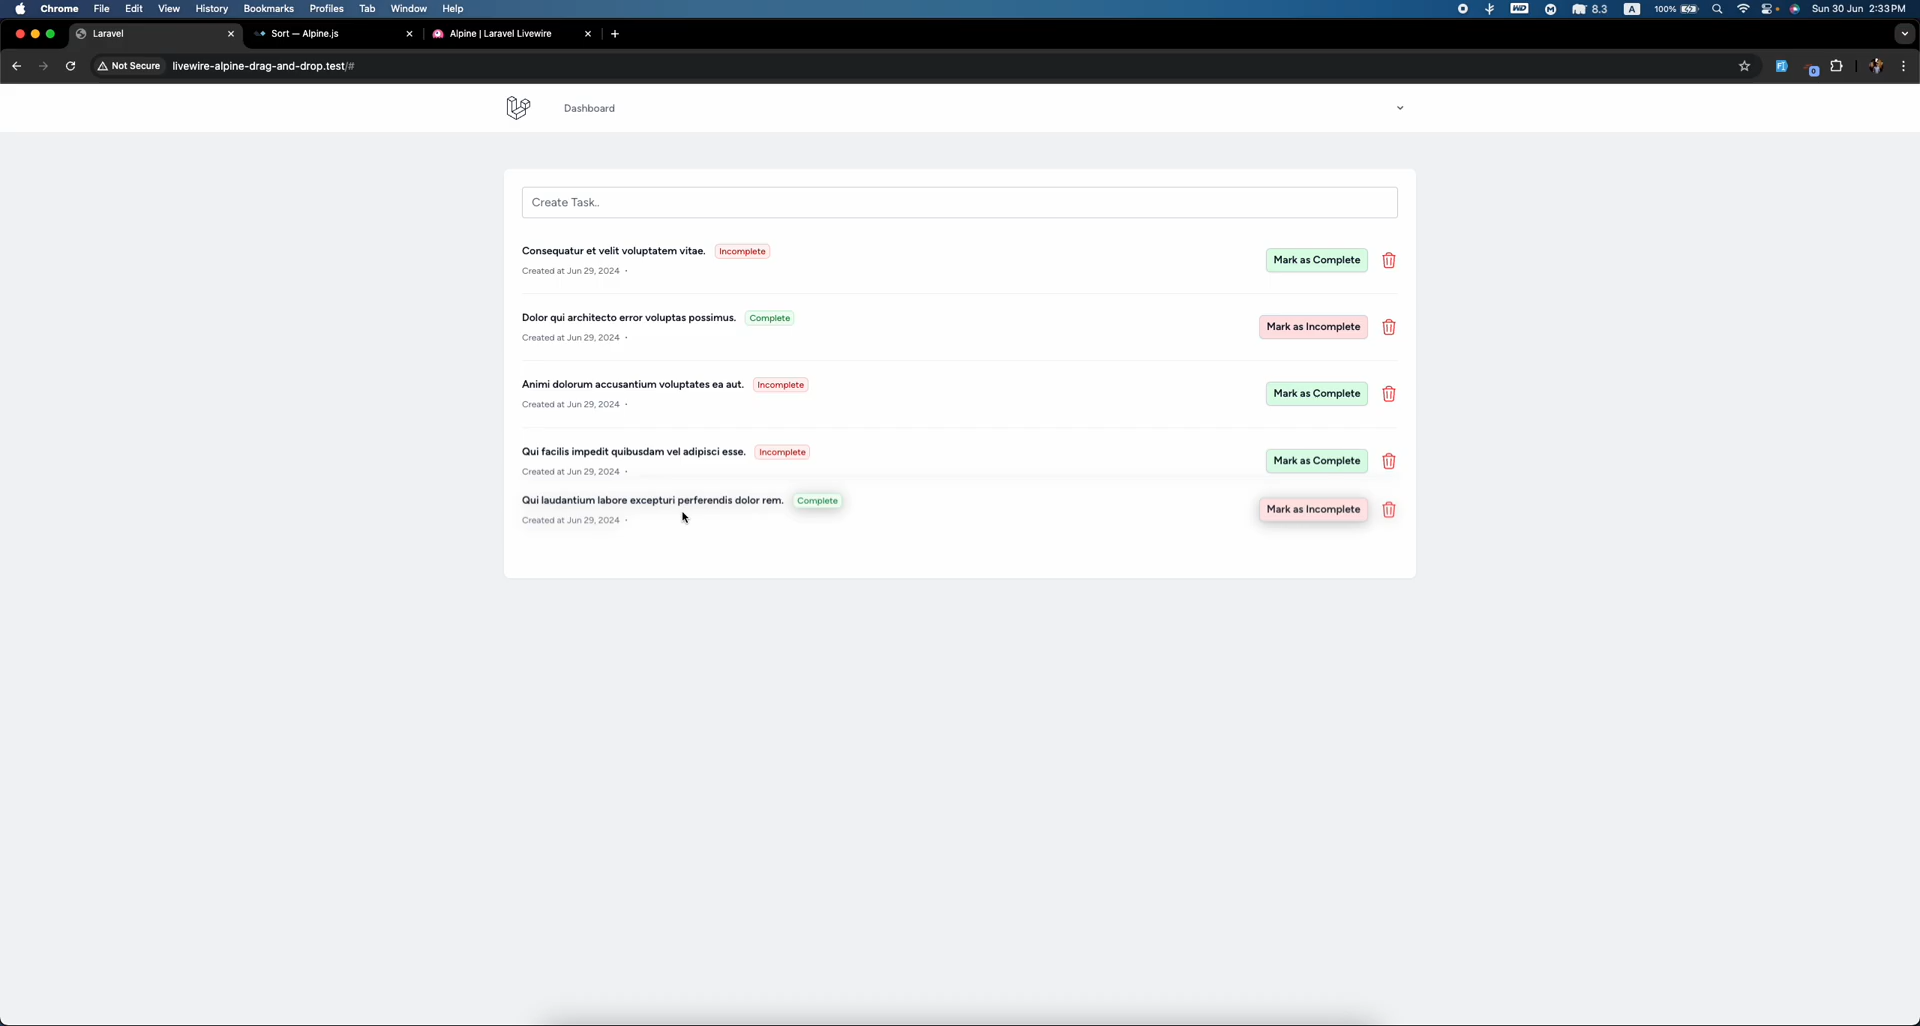 Chrome File Edit View History Bookmarks Profiles Tab Window Help WD M 8.3 A 100% Sun 30 Jun 2:33 PM
Laravel Sort — Alpine.js Alpine | Laravel Livewire
Not Secure livewire-alpine-drag-and-drop.test/# 0
Dashboard
Create Task..
Consequatur et velit voluptatem vitae. Incomplete Mark as Complete
Created at Jun 29, 2024 •
Dolor qui architecto error voluptas possimus. Complete Mark as Incomplete
Created at Jun 29, 2024 •
Animi dolorum accusantium voluptates ea aut. Incomplete Mark as Complete
Created at Jun 29, 2024 •
Qui facilis impedit quibusdam vel adipisci esse. Incomplete Mark as Complete
Created at Jun 29, 2024 •
Qui laudantium labore excepturi perferendis dolor rem. Complete Mark as Incomplete
Created at Jun 29, 2024 •